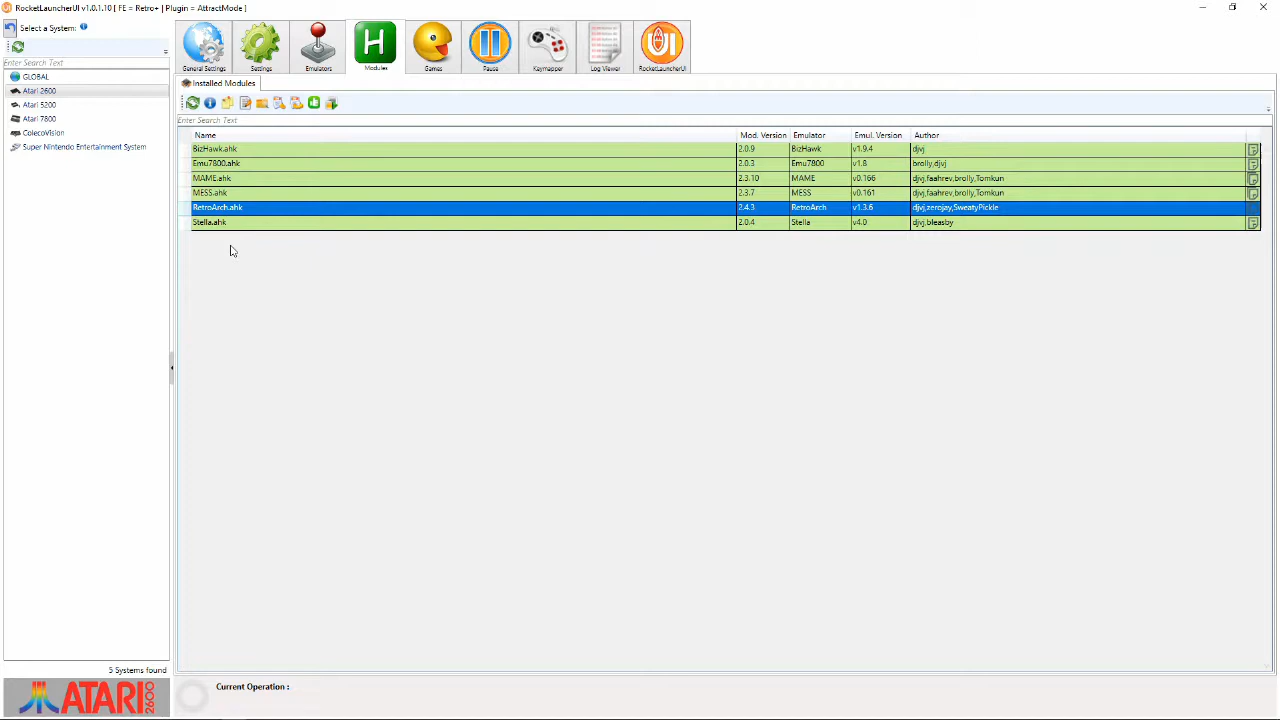 RocketLauncherUI v1.0.1.10 [ FE = Retro+ ] Plugin = AttractMode ]
Select a System:
General Settings Settings Emulators Modules Games Pause Keymapper Log Viewer RocketLauncherUI
Enter Search Text
GLOBAL
Atari 2600
Atari 5200
Atari 7800
ColecoVision
Super Nintendo Entertainment System
5 Systems found
ATARI 2600
Installed Modules
Enter Search Text
Name Mod. Version Emulator Emul. Version Author
BizHawk.ahk 2.0.9 BizHawk v1.9.4 djvj
Emu7800.ahk 2.0.3 Emu7800 v1.8 brolly,djvj
MAME.ahk 2.3.10 MAME v0.166 djvj,faahrev,brolly,Tomkun
MESS.ahk 2.3.7 MESS v0.161 djvj,faahrev,brolly,Tomkun
RetroArch.ahk 2.4.3 RetroArch v1.3.6 djvj,zerojay,SweatyPickle
Stella.ahk 2.0.4 Stella v4.0 djvj,bleasby
Current Operation :